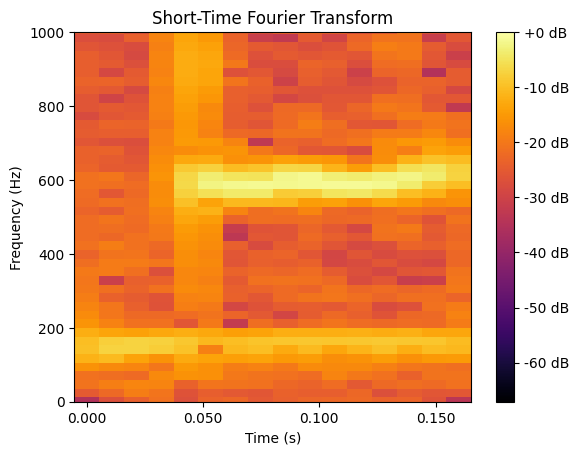 Short-Time Fourier Transform
1000
800
600
400
200
0
Frequency (Hz)
0.000
0.050
0.100
0.150
Time (s)
+0 dB
-10 dB
-20 dB
-30 dB
-40 dB
-50 dB
-60 dB